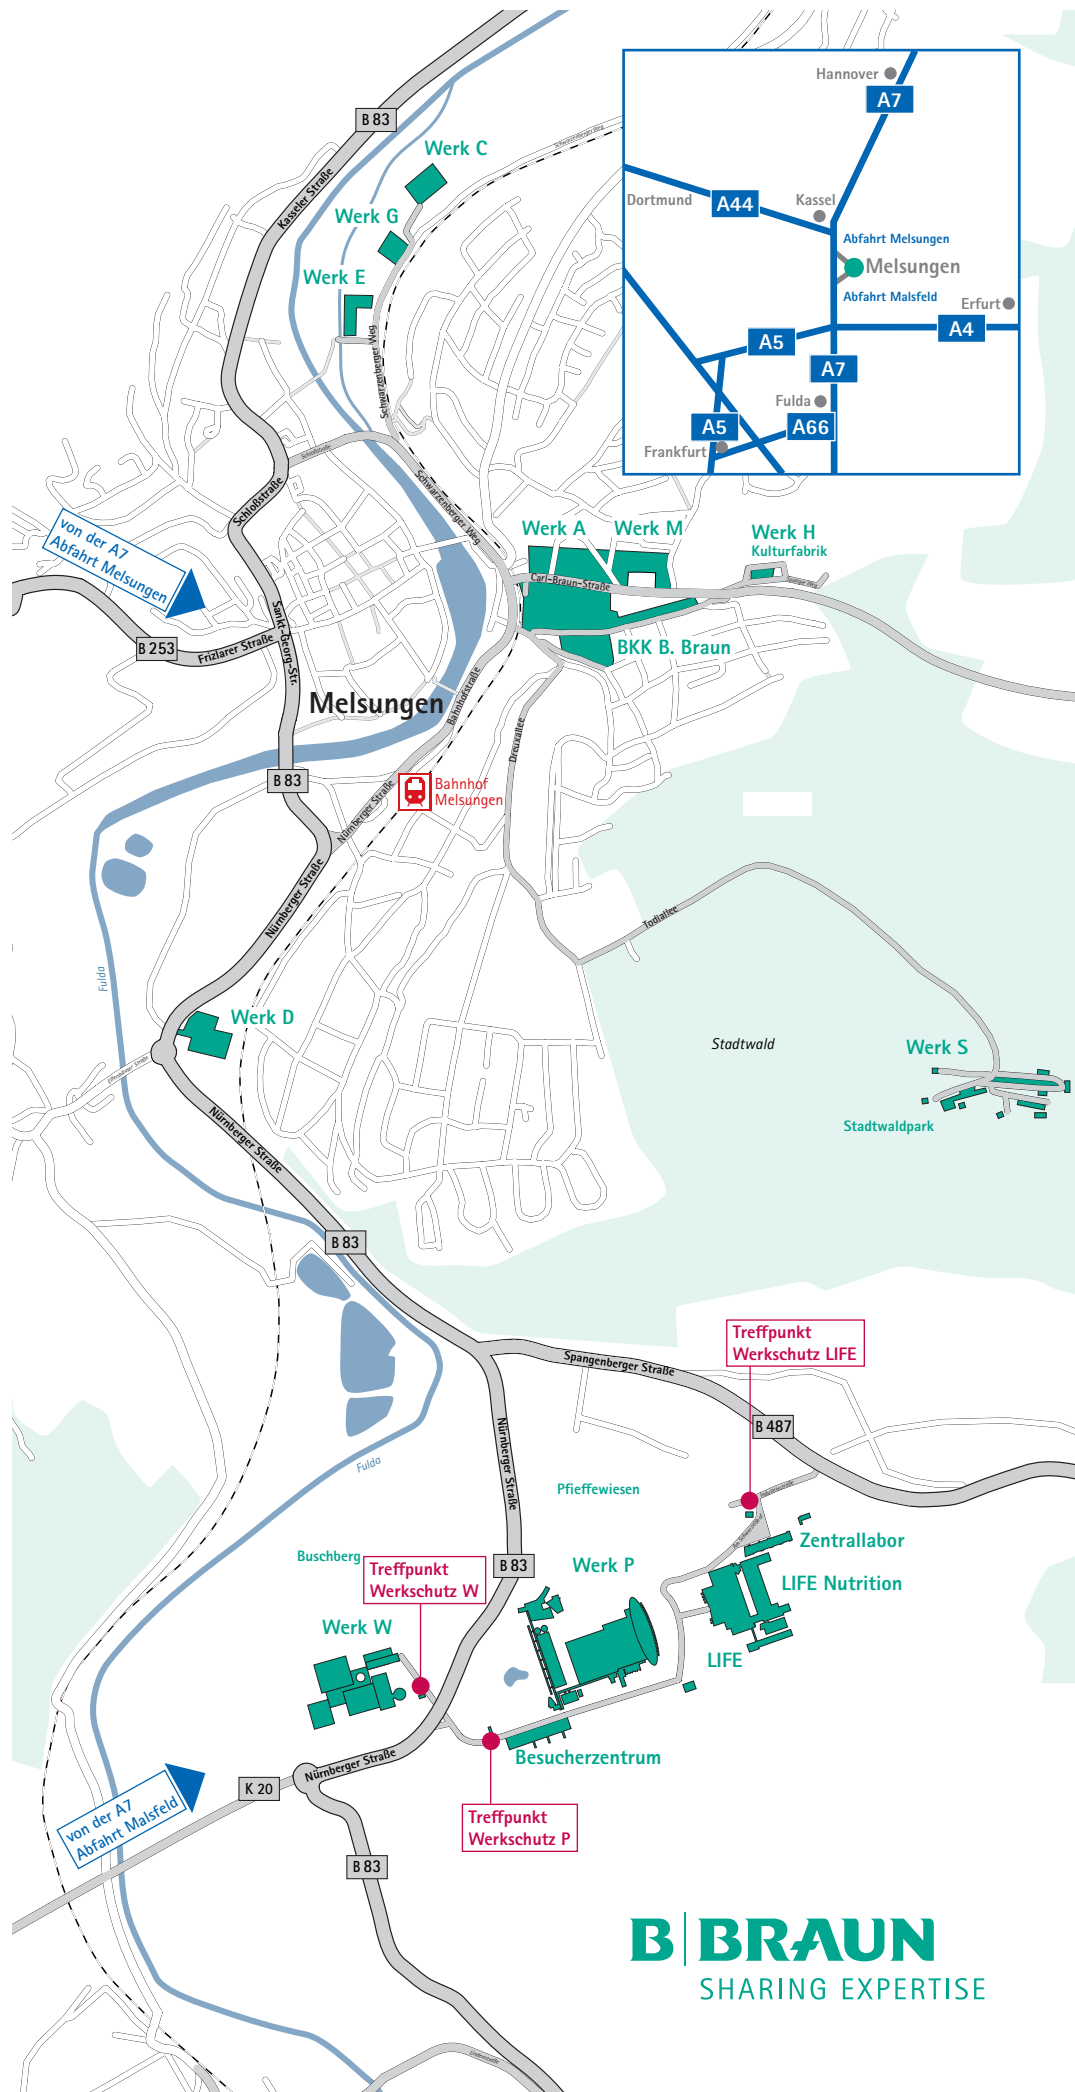 B 83
Kasseler Straße
Werk C
Schwarzenberger Weg
Werk G
Werk E
Schwarzenberger Weg
Schloßstraße
Schwarzenberger Weg
Schloßstraße
Hannover
A7
Dortmund
A44
Kassel
Abfahrt Melsungen
Melsungen
Abfahrt Malsfeld
Erfurt
A5
A4
A7
Fulda
A5
A66
Frankfurt
von der A7
Abfahrt Melsungen
Werk A
Werk M
Werk H
Kulturfabrik
Carl-Braun-Straße
B 253
Frizlarer Straße
Sankt-Georg-Str.
BKK B. Braun
Melsungen
Bahnhofstraße
Dreuxallee
B 83
Bahnhof
Melsungen
Nürnberger Straße
Nürnberger Straße
Todiallee
Fulda
Werk D
Stadtwald
Werk S
Stadtwaldpark
Nürnberger Straße
B 83
Treffpunkt
Werkschutz LIFE
Spangenberger Straße
B 487
Nürnberger Straße
Fulda
Pfieffewiesen
Zentrallabor
Buschberg
Treffpunkt
Werkschutz W
B 83
Werk P
LIFE Nutrition
Werk W
LIFE
Besucherzentrum
Nürnberger Straße
K 20
von der A7
Abfahrt Malsfeld
Treffpunkt
Werkschutz P
B 83
B BRAUN
SHARING EXPERTISE